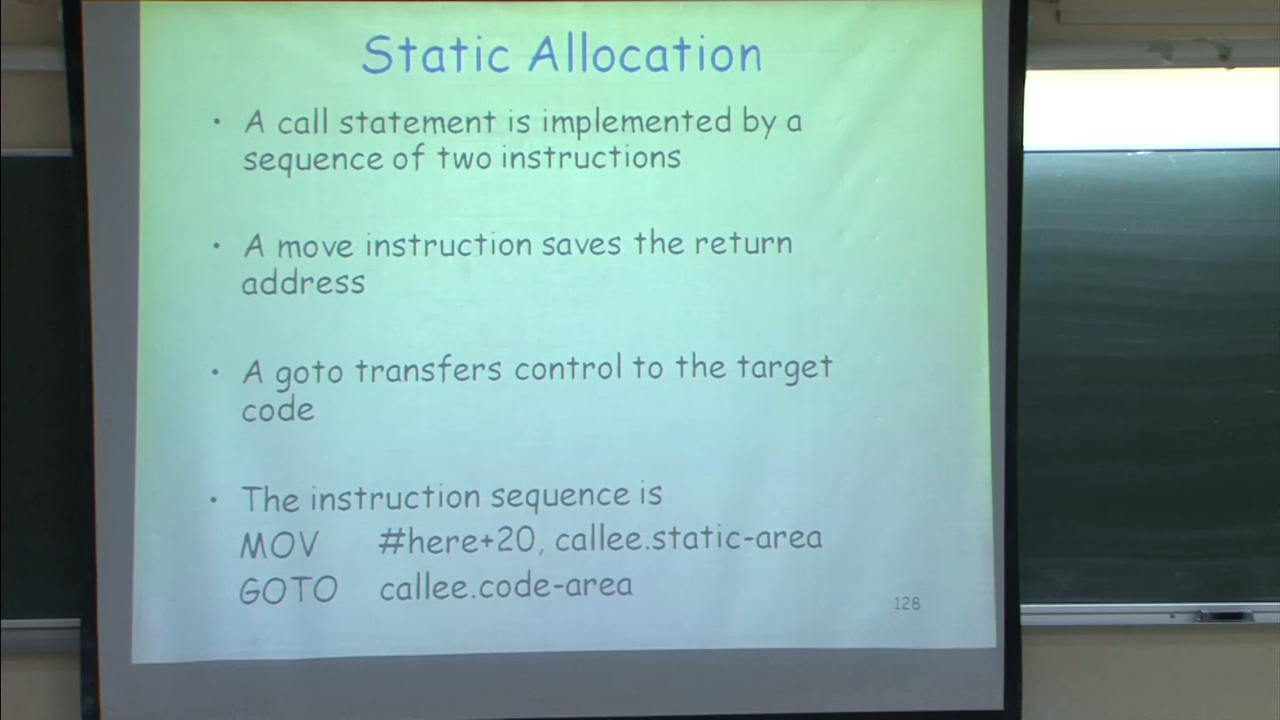 Static Allocation
• A call statement is implemented by a
sequence of two instructions
• A move instruction saves the return
address
• A goto transfers control to the target
code
• The instruction sequence is
MOV #here+20, callee.static-area
GOTO callee.code-area
128